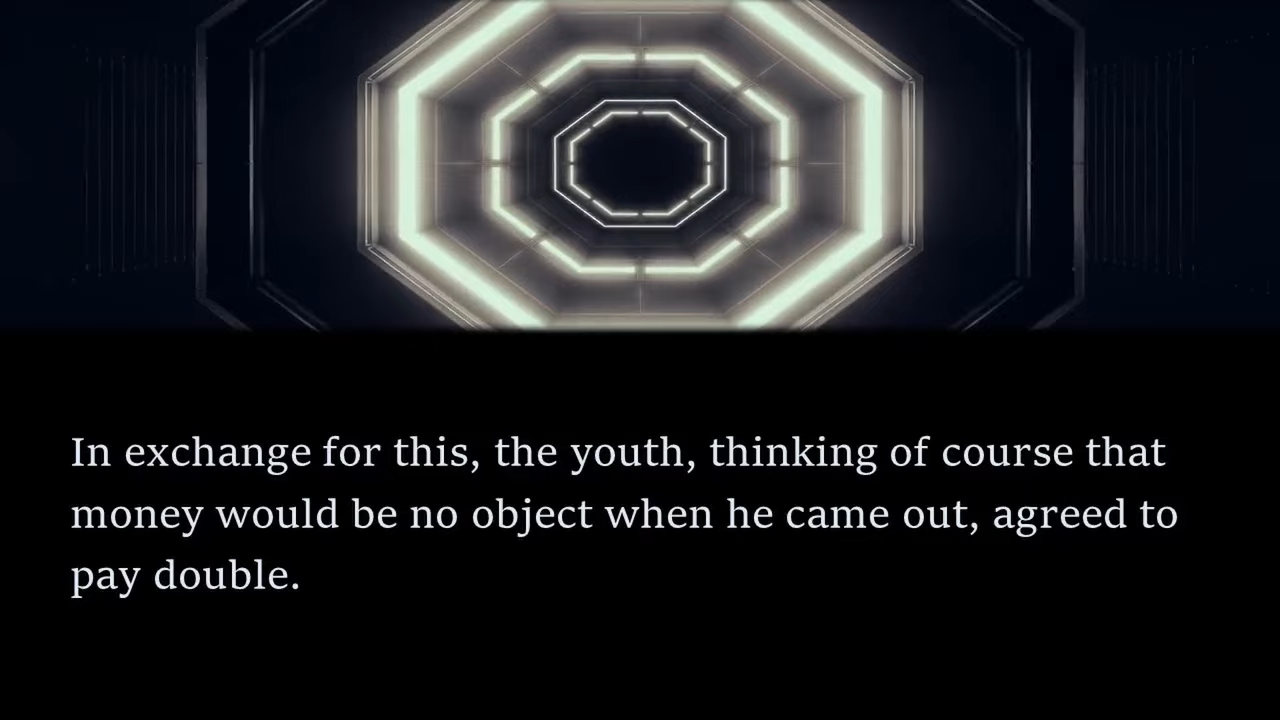 In exchange for this, the youth, thinking of course that
money would be no object when he came out, agreed to
pay double.